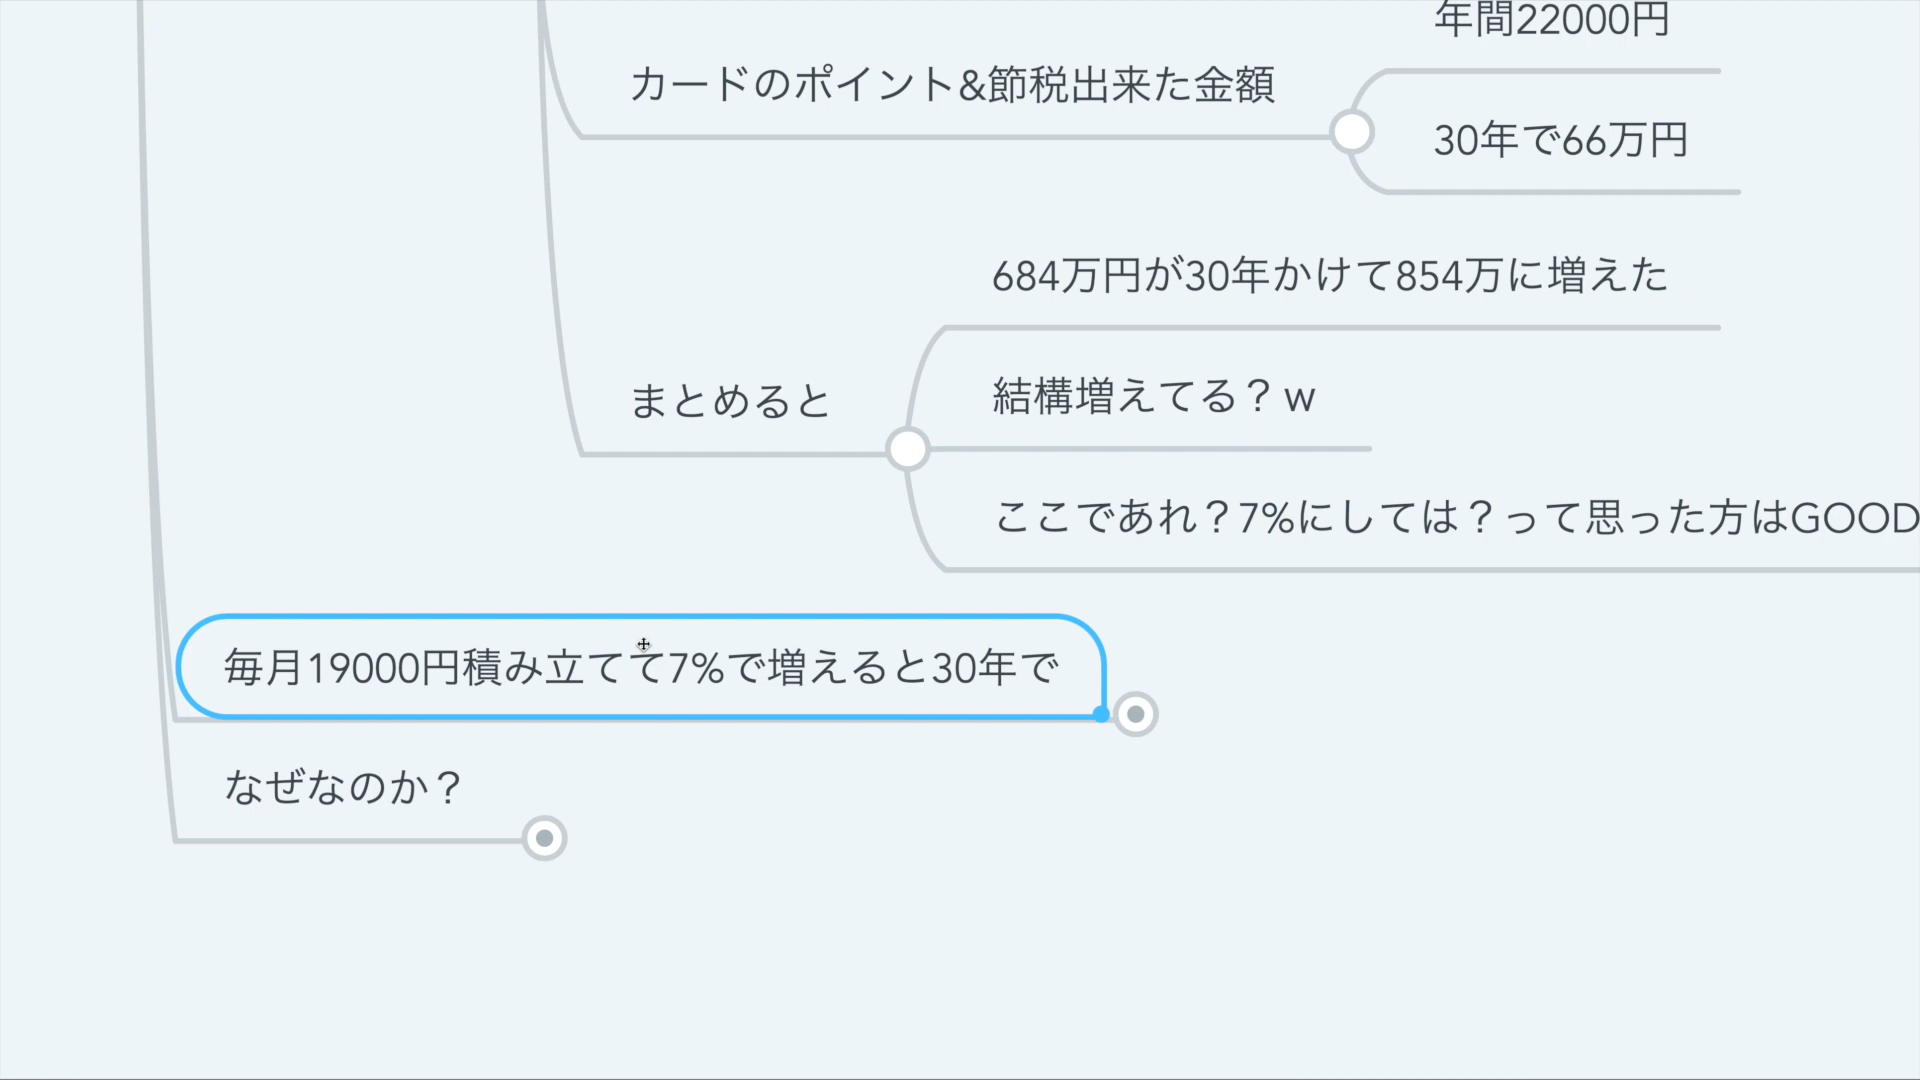 年間22000円
カードのポイント&節税出来た金額
30年で66万円
684万円が30年かけて854万に増えた
まとめると
結構増えてる？w
ここであれ？7%にしては？って思った方はGOOD
毎月19000円積み立てて7%で増えると30年で
なぜなのか？